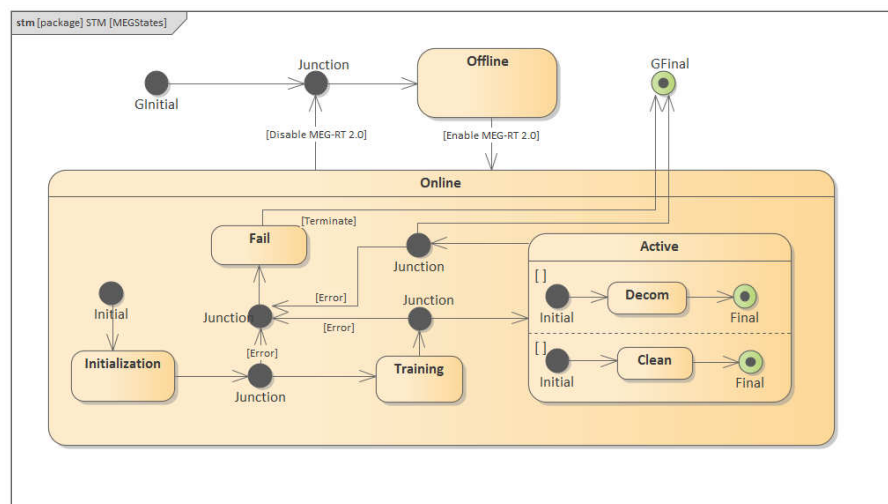 stm [package] STM [MEGStates]
GInitial
Junction
Offline
GFinal
[Disable MEG-RT 2.0]
[Enable MEG-RT 2.0]
Online
[Terminate]
Fail
Junction
Active
[ ]
Initial
Decom
Final
Initial
[Error]
Junction
Junction
[Error]
[ ]
Initial
Clean
Final
Initialization
[Error]
Junction
Training